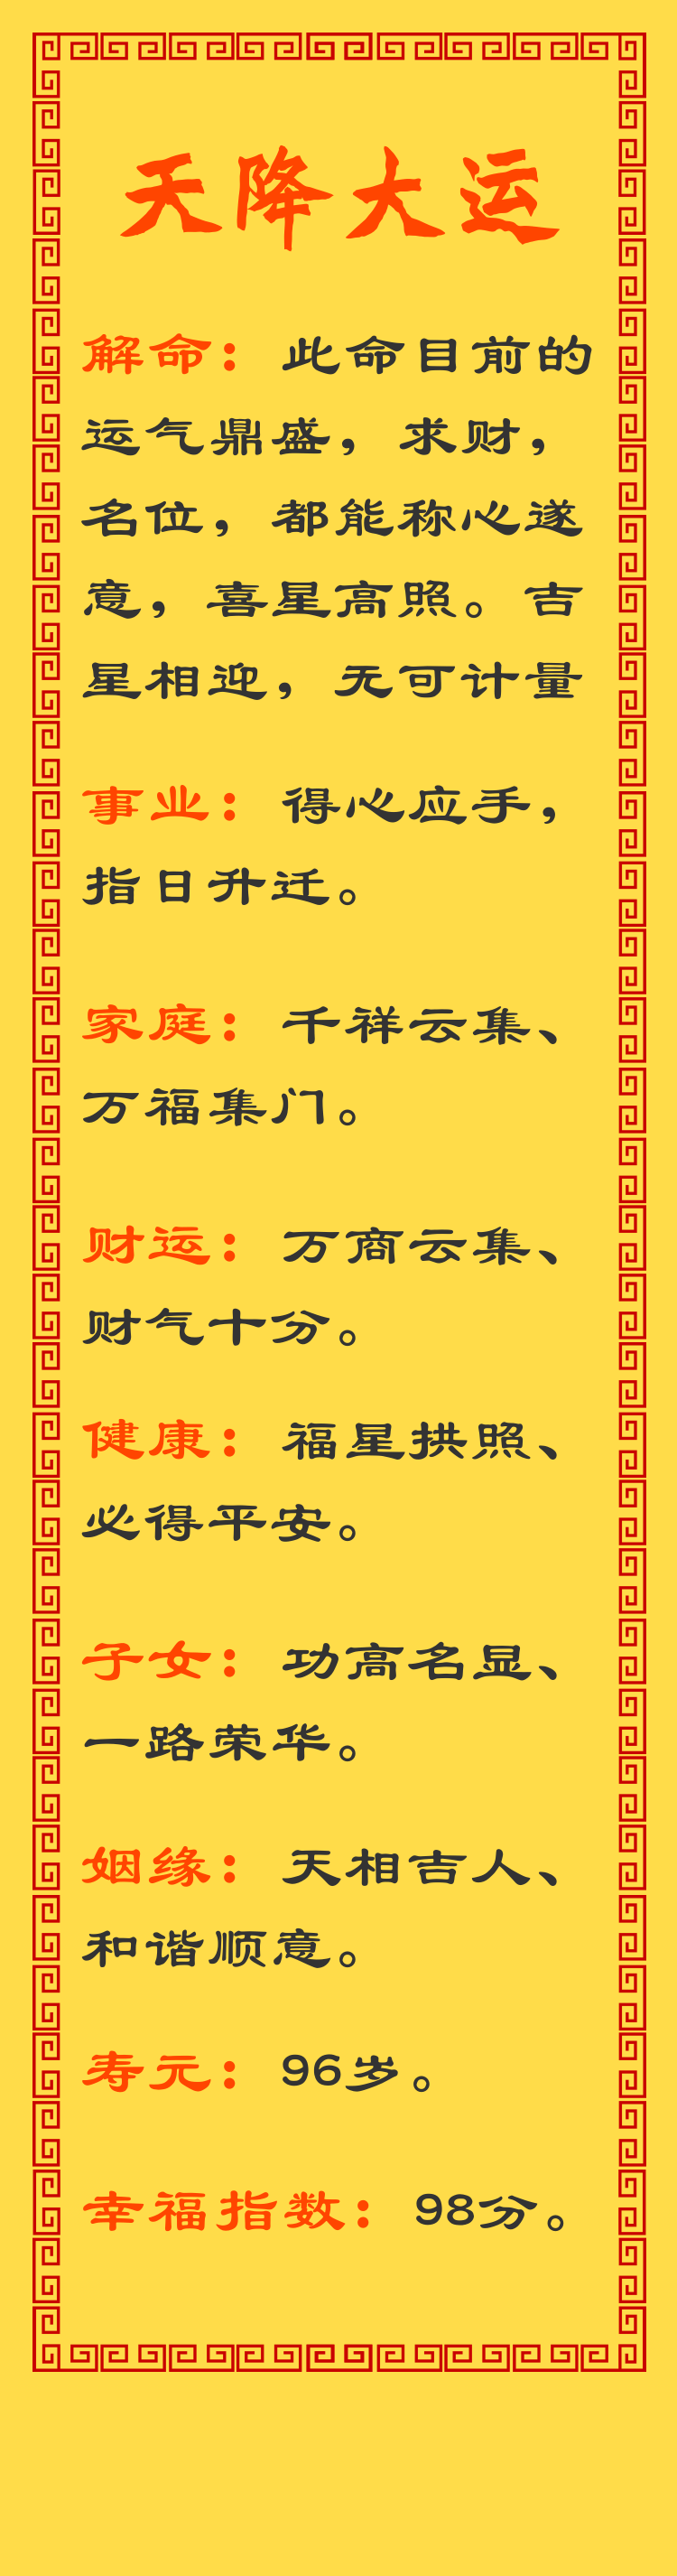 天降大运
解命：此命目前的
运气鼎盛，求财，
名位，都能称心遂
意，喜星高照。吉
星相迎，无可计量
事业：得心应手，
指日升迁。
家庭：千祥云集、
万福集门。
财运：万商云集、
财气十分。
健康：福星拱照、
必得平安。
子女：功高名显、
一路荣华。
姻缘：天相吉人、
和谐顺意。
寿元：96岁。
幸福指数：98分。